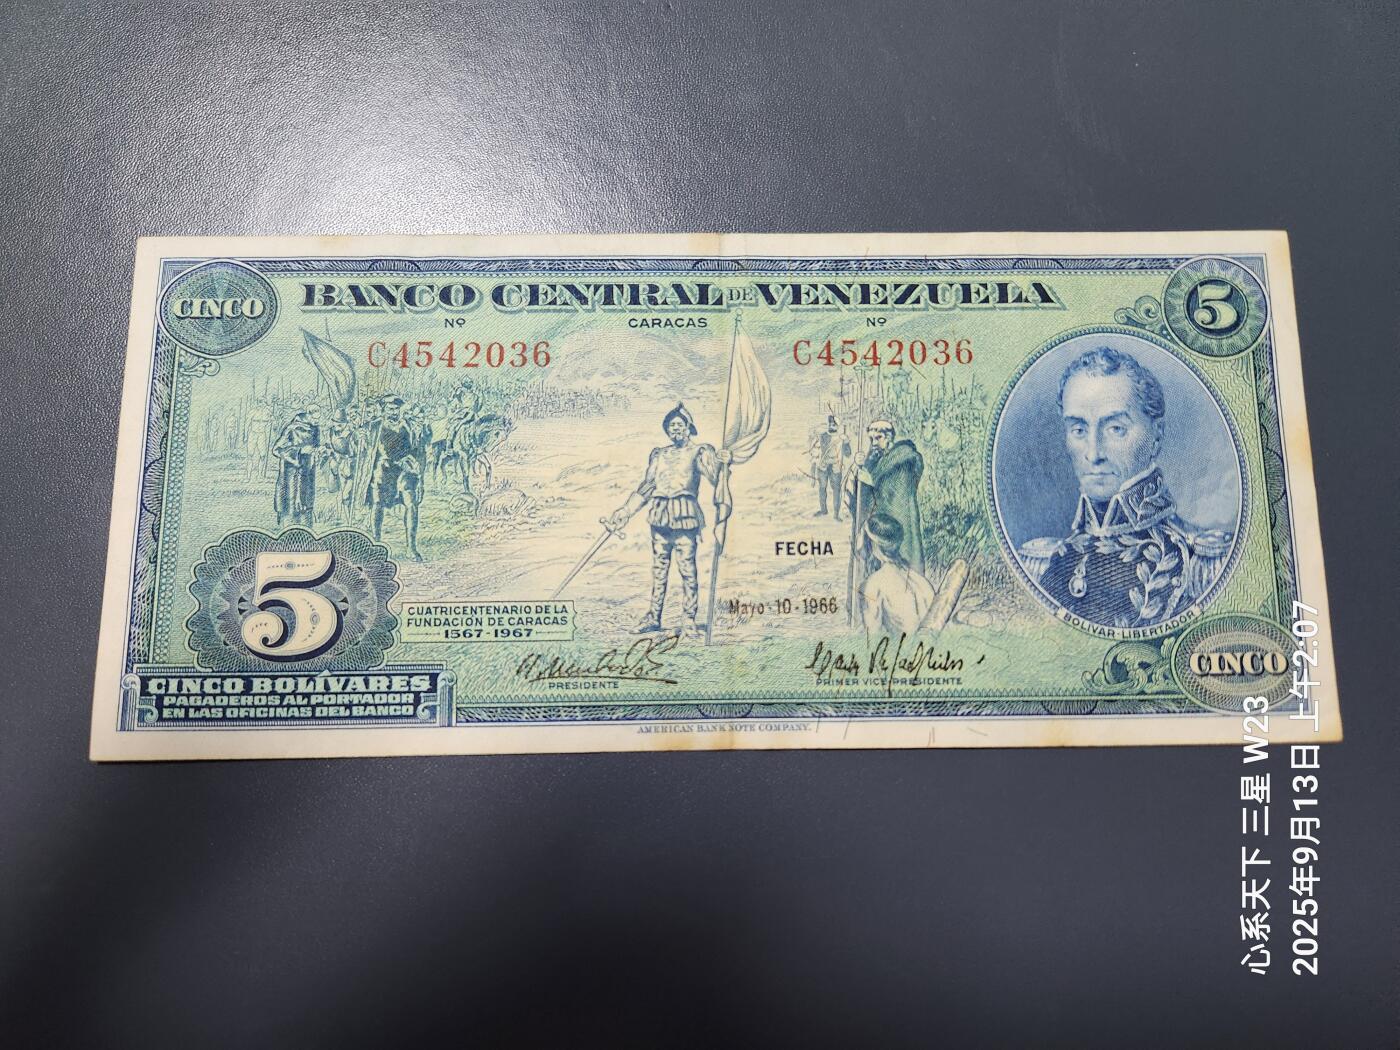 CINCO
BANCO CENTRAL DE VENEZUELA
5
Nº
CARACAS
Nº
C4542036
C4542036
FECHA
Mayo-10-1966
5
CUATRICENTENARIO DE LA
FUNDACIÓN DE CARACAS
1567-1967
BOLÍVAR-LIBERTADOR
CINCO
PRESIDENTE
PRIMER VICE-PRESIDENTE
CINCO BOLÍVARES
PAGADEROS AL PORTADOR
EN LAS OFICINAS DEL BANCO
AMERICAN BANK NOTE COMPANY.
心系天下 三星 W23
2025年9月13日 上午2:07